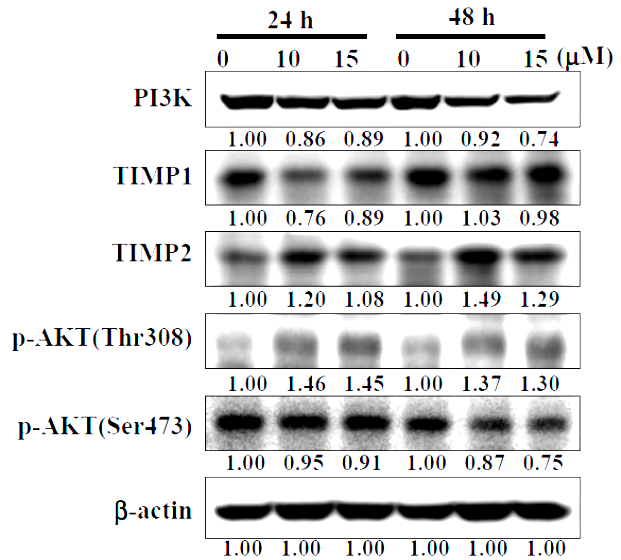 24 h 48 h
0 10 15 0 10 15 (μM)
PI3K
1.00 0.86 0.89 1.00 0.92 0.74
TIMP1
1.00 0.76 0.89 1.00 1.03 0.98
TIMP2
1.00 1.20 1.08 1.00 1.49 1.29
p-AKT(Thr308)
1.00 1.46 1.45 1.00 1.37 1.30
p-AKT(Ser473)
1.00 0.95 0.91 1.00 0.87 0.75
β-actin
1.00 1.00 1.00 1.00 1.00 1.00